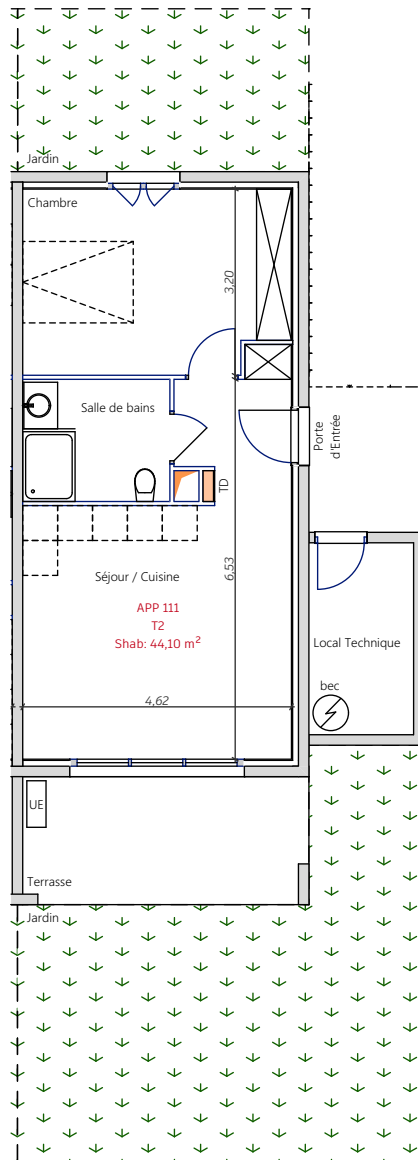 Jardin
Chambre
3,20
Salle de bains
Porte
d'Entrée
TD
Séjour / Cuisine
6,53
APP 111
T2
Shab: 44,10 m²
Local Technique
bec
4,62
UE
Terrasse
Jardin